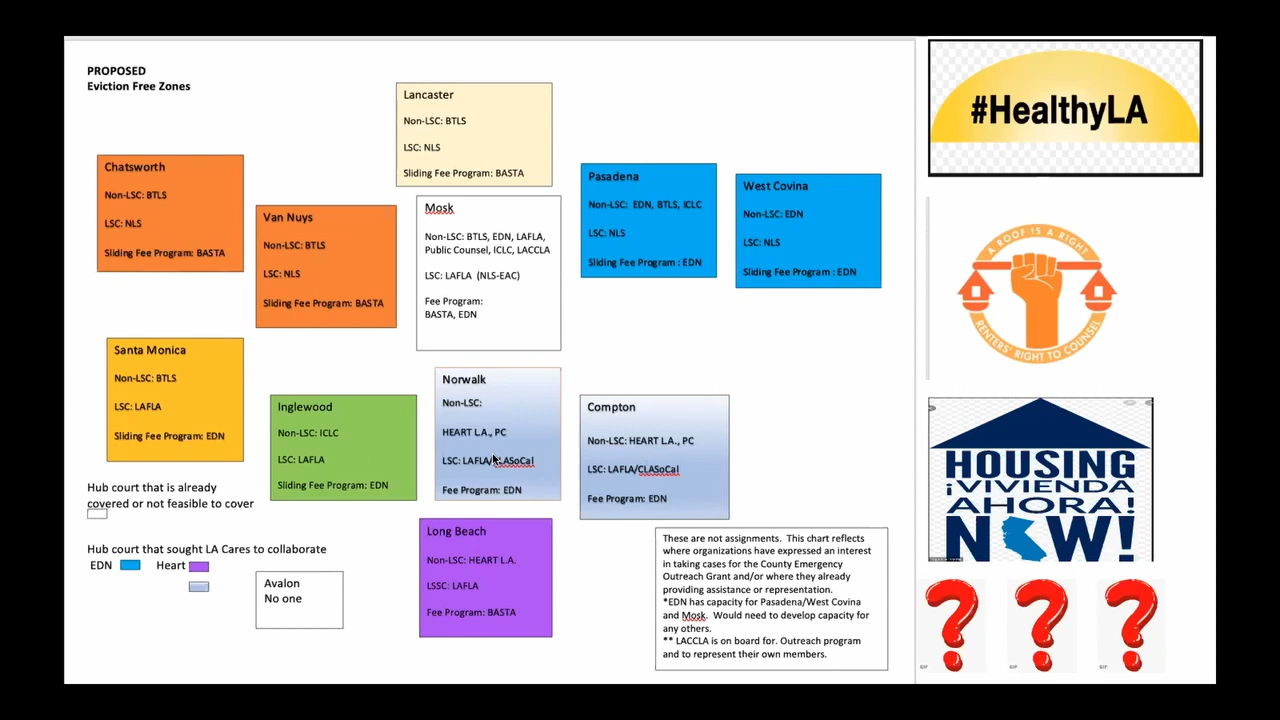 PROPOSED
Eviction Free Zones
Lancaster
Non-LSC: BTLS
LSC: NLS
Sliding Fee Program: BASTA
Chatsworth
Non-LSC: BTLS
LSC: NLS
Sliding Fee Program: BASTA
Van Nuys
Non-LSC: BTLS
LSC: NLS
Sliding Fee Program: BASTA
Mosk
Non-LSC: BTLS, EDN, LAFLA,
Public Counsel, ICLC, LACCLA
LSC: LAFLA (NLS-EAC)
Fee Program:
BASTA, EDN
Pasadena
Non-LSC: EDN, BTLS, ICLC
LSC: NLS
Sliding Fee Program : EDN
West Covina
Non-LSC: EDN
LSC: NLS
Sliding Fee Program : EDN
Santa Monica
Non-LSC: BTLS
LSC: LAFLA
Sliding Fee Program: EDN
Inglewood
Non-LSC: ICLC
LSC: LAFLA
Sliding Fee Program: EDN
Norwalk
Non-LSC:
HEART L.A., PC
LSC: LAFLA/CLASoCal
Fee Program: EDN
Compton
Non-LSC: HEART L.A., PC
LSC: LAFLA/CLASoCal
Fee Program: EDN
Hub court that is already
covered or not feasible to cover
Hub court that sought LA Cares to collaborate
EDN Heart
Avalon
No one
Long Beach
Non-LSC: HEART L.A.
LSSC: LAFLA
Fee Program: BASTA
These are not assignments. This chart reflects
where organizations have expressed an interest
in taking cases for the County Emergency
Outreach Grant and/or where they already
providing assistance or representation.
*EDN has capacity for Pasadena/West Covina
and Mosk. Would need to develop capacity for
any others.
** LACCLA is on board for. Outreach program
and to represent their own members.
#HealthyLA
A ROOF IS A RIGHT
RENTERS' RIGHT TO COUNSEL
HOUSING
¡VIVIENDA
AHORA!
NOW!
GIF
GIF
GIF